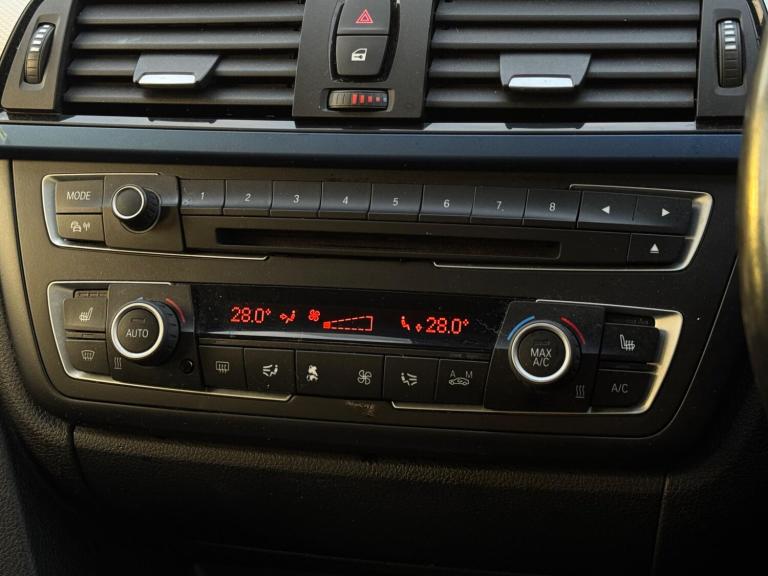 MODE 1 2 3 4 5 6 7 8
28.0° 28.0°
AUTO MAX
A/C
A M
A/C